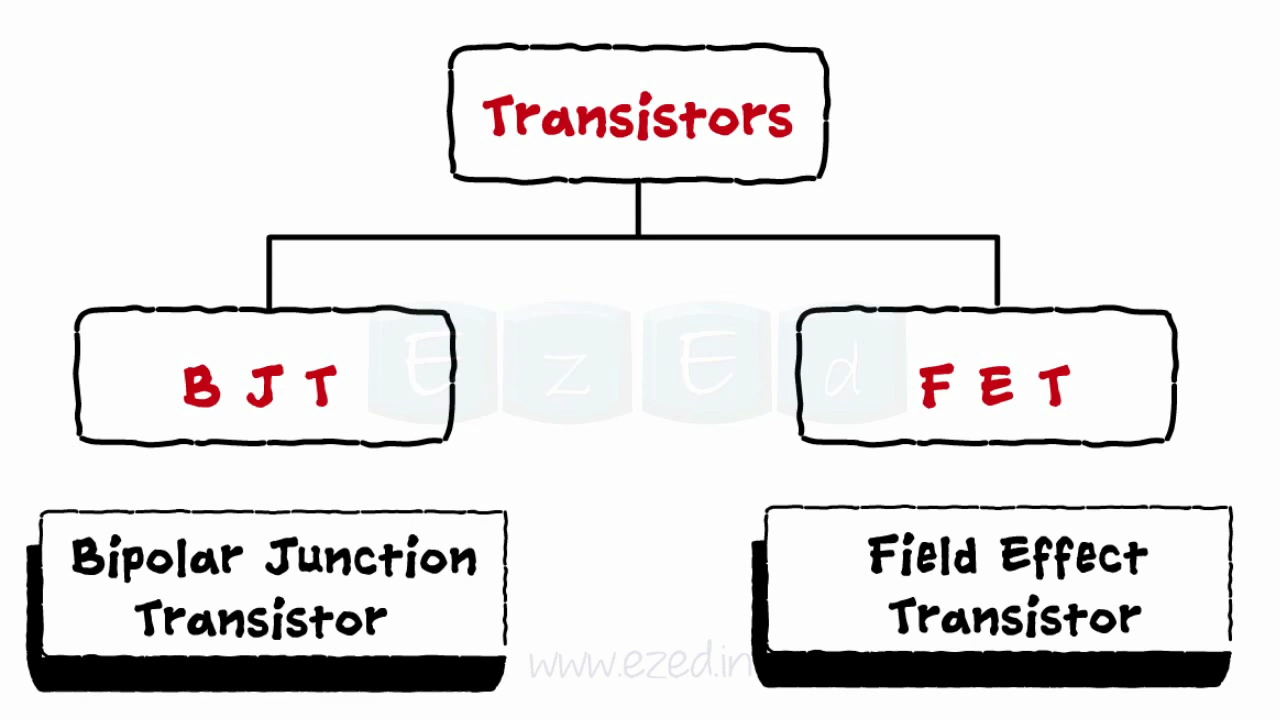 Transistors
B J T
F E T
E z E d
Bipolar Junction
Transistor
Field Effect
Transistor
www.ezed.in